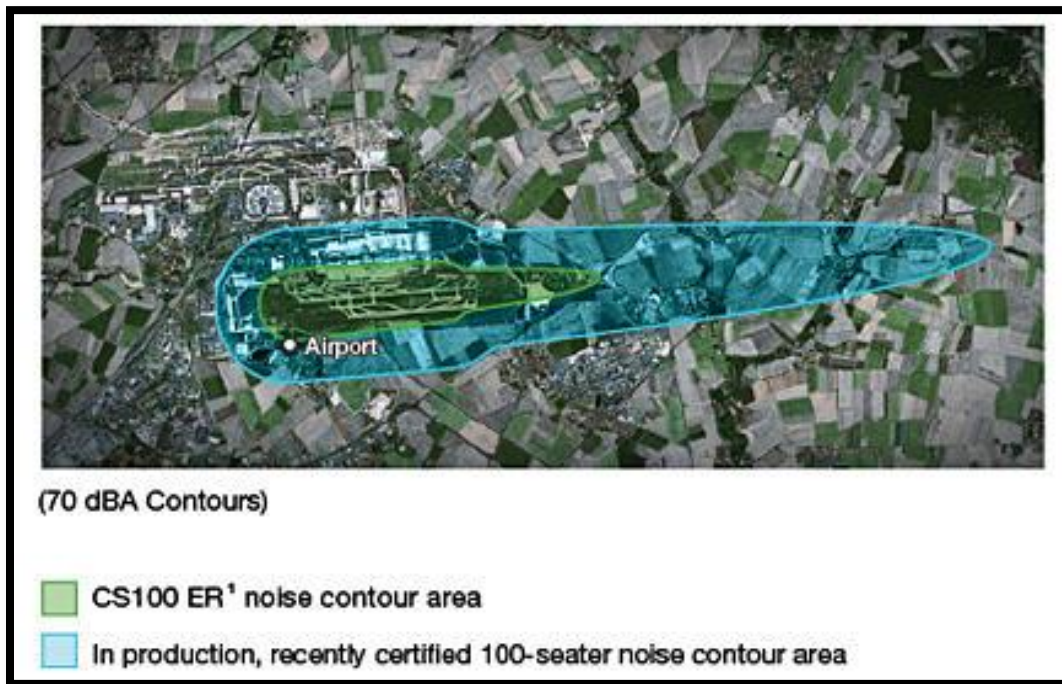 Airport
(70 dBA Contours)
CS100 ER¹ noise contour area
In production, recently certified 100-seater noise contour area